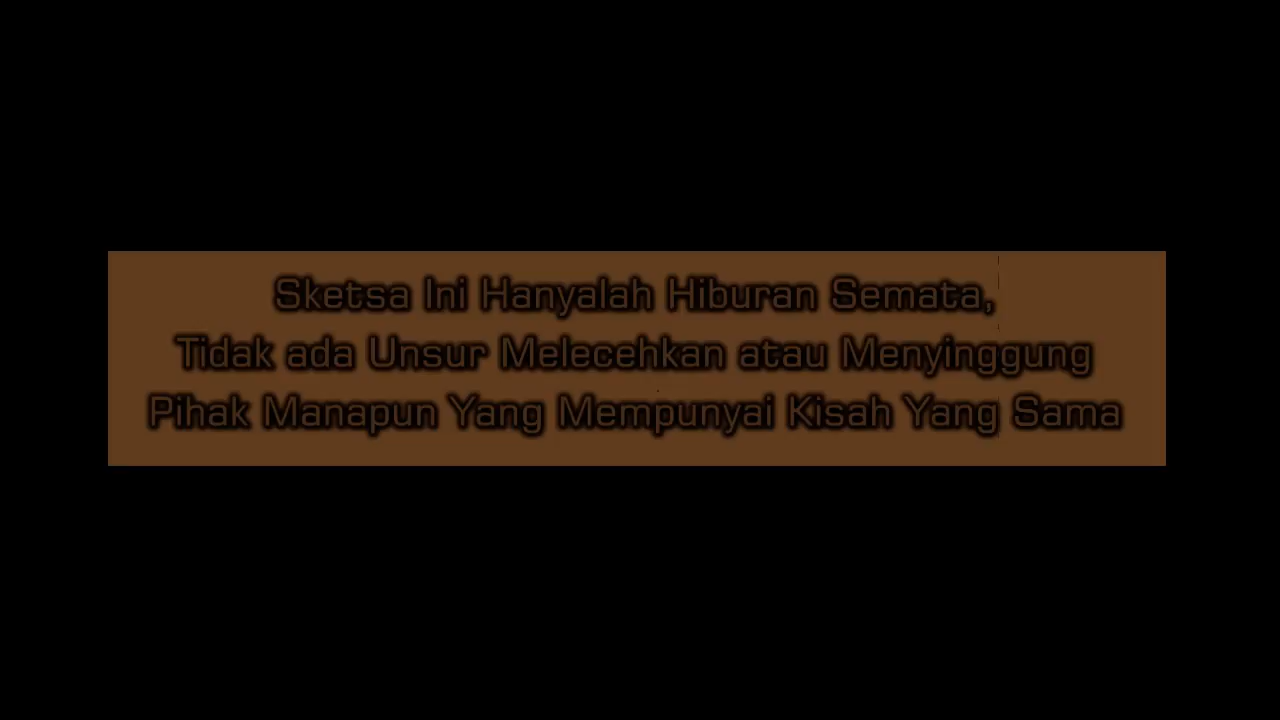 Sketsa Ini Hanyalah Hiburan Semata,
Tidak ada Unsur Melecehkan atau Menyinggung
Pihak Manapun Yang Mempunyai Kisah Yang Sama